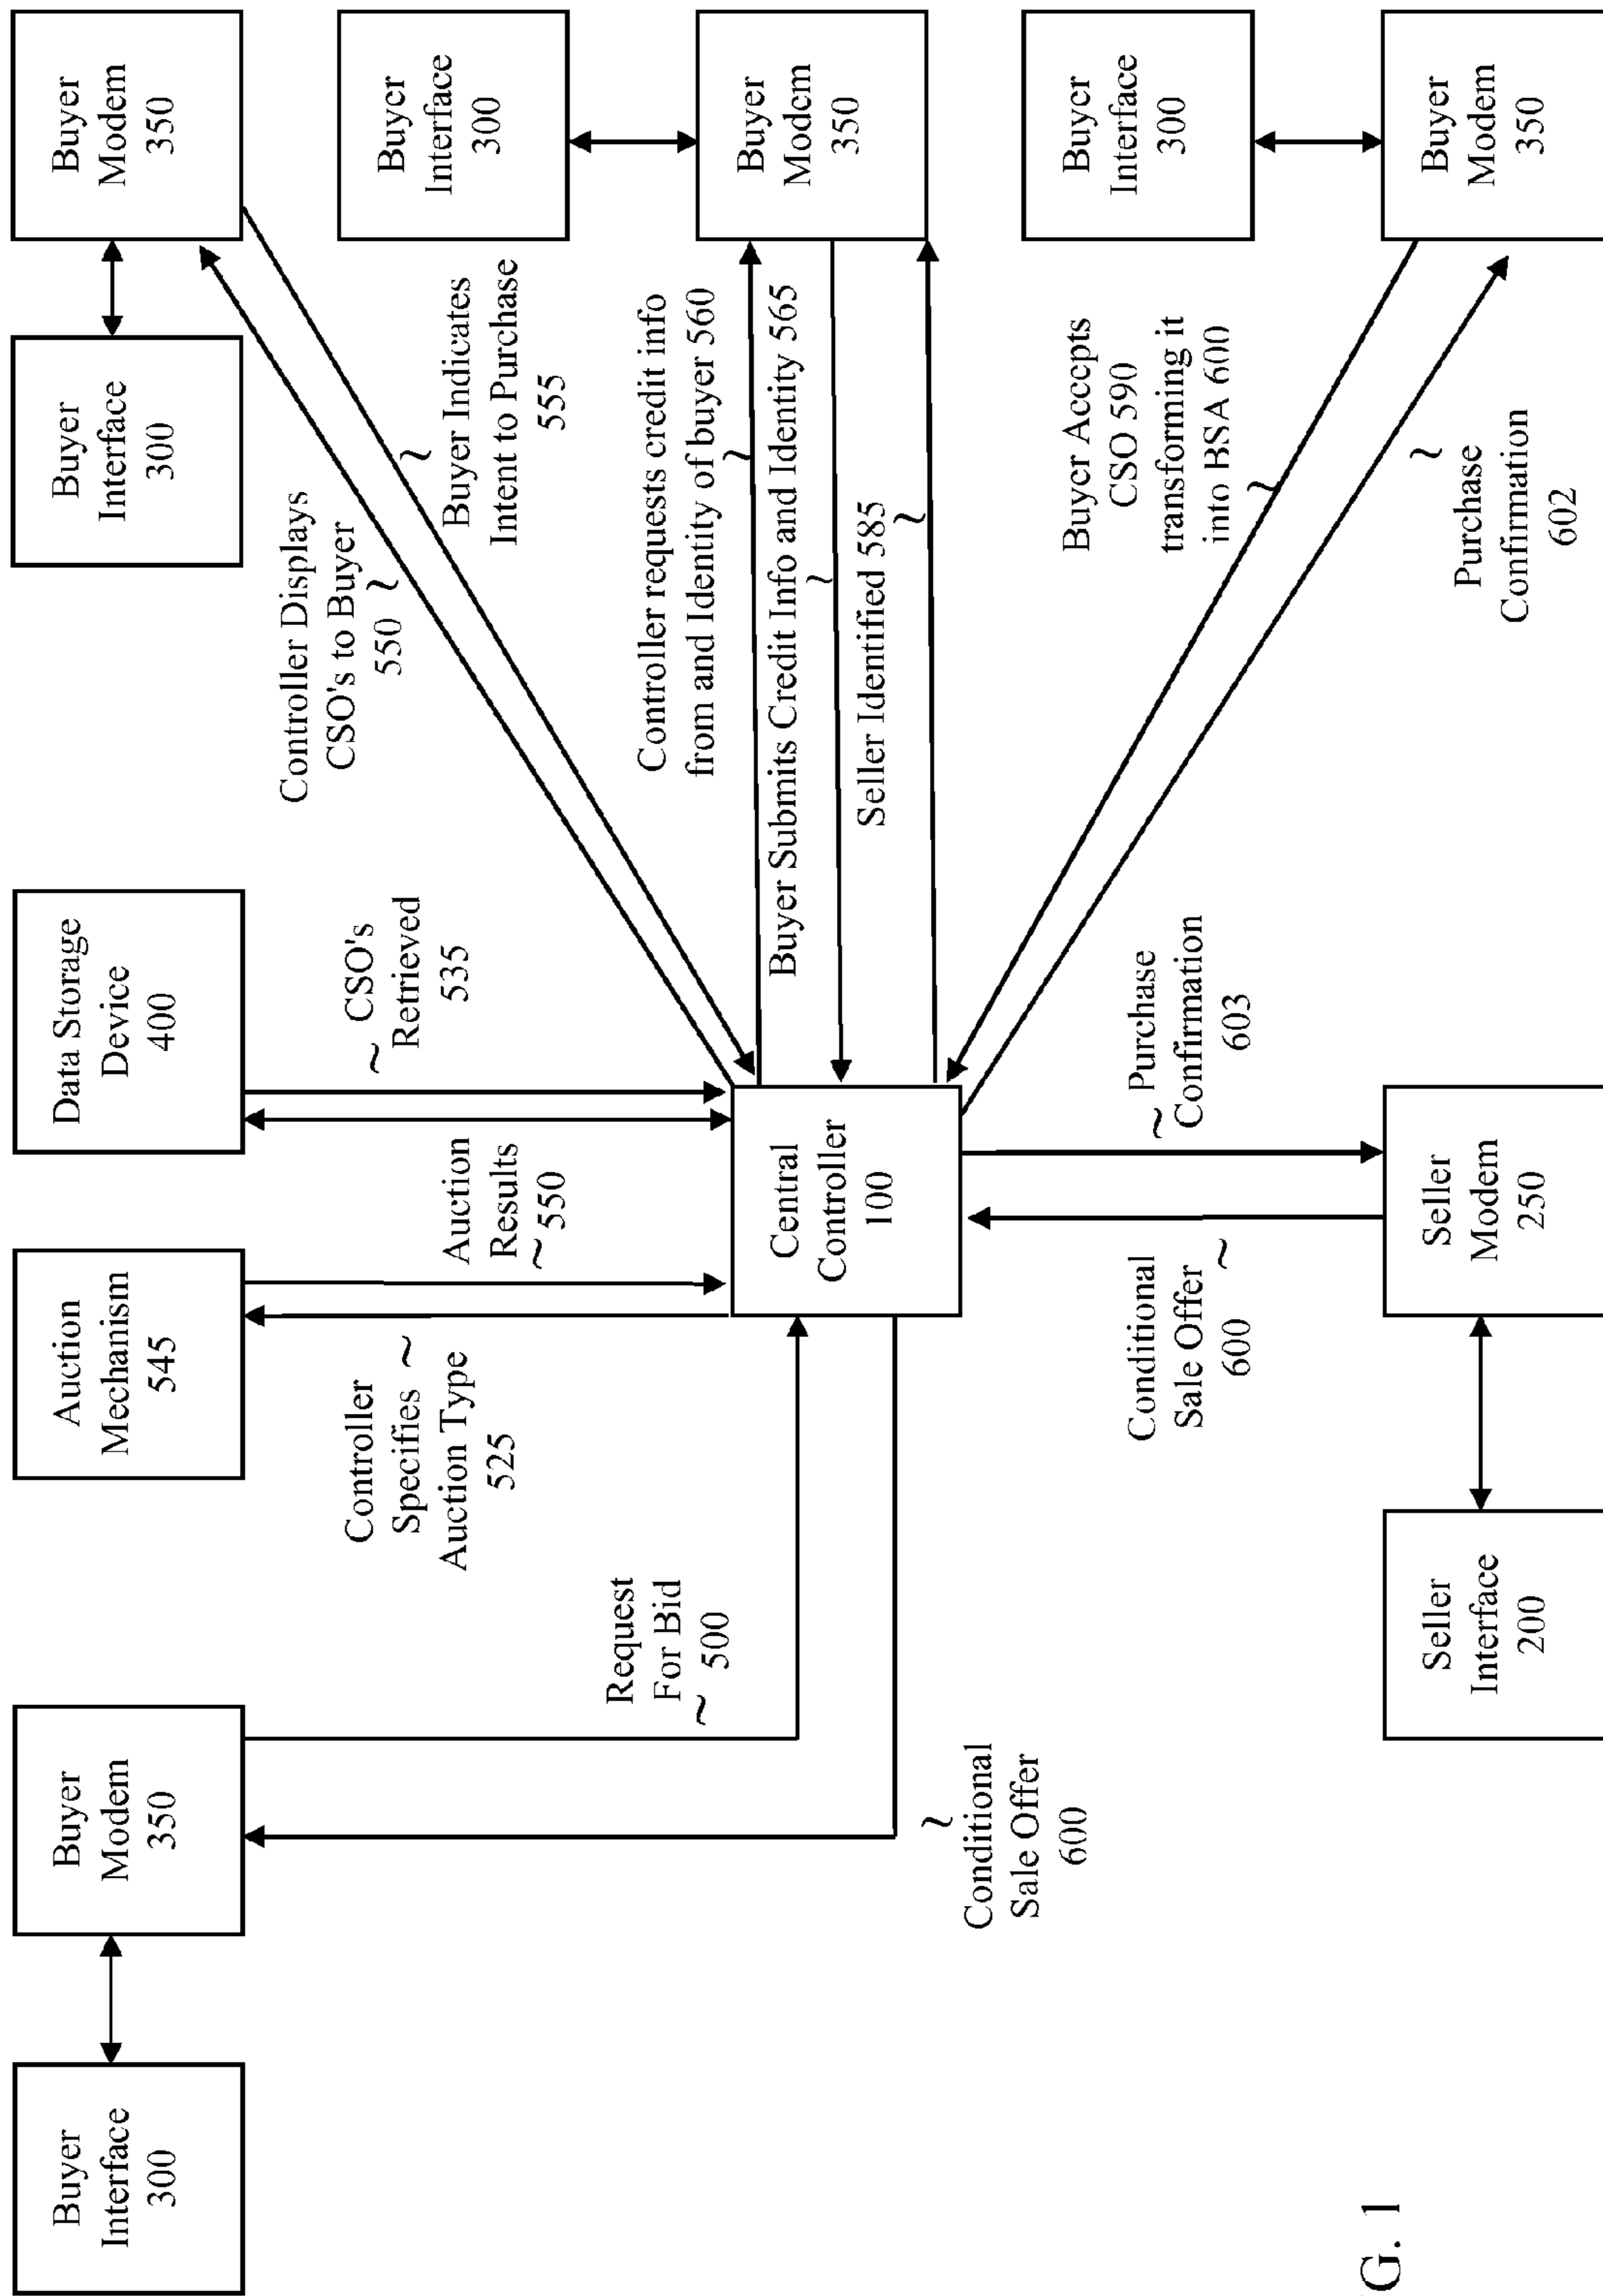 Buyer
Interface
300
Buyer
Modem
350
Auction
Mechanism
545
Data Storage
Device
400
Buyer
Interface
300
Buyer
Modem
350
Controller
Specifies ~
Auction Type
525
Auction
Results
~ 550
~ CSO's
Retrieved
535
Controller Displays
CSO's to Buyer
550 ~
~
Buyer Indicates
Intent to Purchase
555
Buyer
Interface
300
Request
For Bid
~ 500
Controller requests credit info
from and Identity of buyer 560
~
Buyer Submits Credit Info and Identity 565
~
Seller Identified 585
~
Buyer
Modem
350
Central
Controller
100
~
Conditional
Sale Offer
600
Conditional
Sale Offer ~
600
Purchase
~ Confirmation
603
Buyer Accepts
CSO 590
transforming it
into BSA 600
~
Buyer
Interface
300
~
Purchase
Confirmation
602
Buyer
Modem
350
Seller
Interface
200
Seller
Modem
250
G. 1